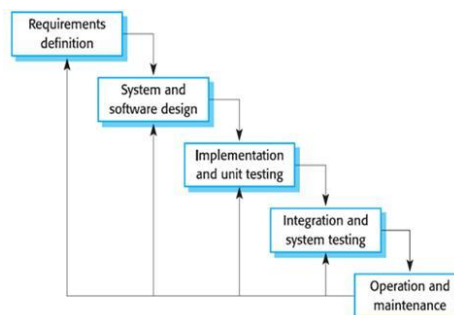 Requirements
definition
System and
software design
Implementation
and unit testing
Integration and
system testing
Operation and
maintenance